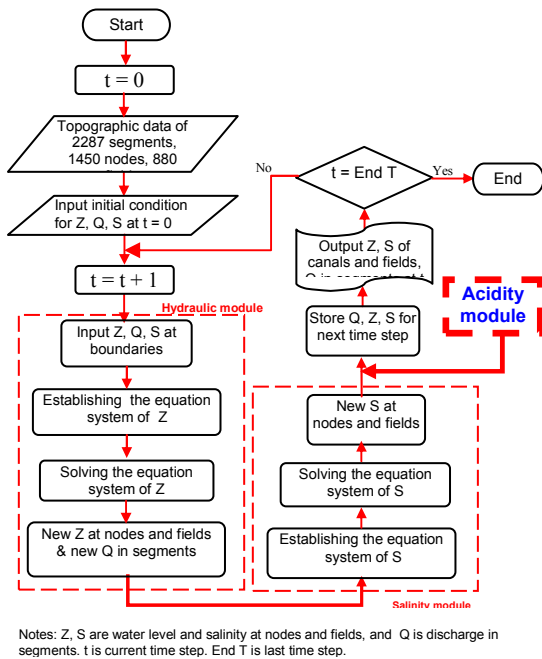 Start
t = 0
Topographic data of
2287 segments,
1450 nodes, 880
Input initial condition
for Z, Q, S at t = 0
t = t + 1
Hydraulic module
Input Z, Q, S at
boundaries
Establishing the equation
system of Z
Solving the equation
system of Z
New Z at nodes and fields
& new Q in segments
Establishing the equation
system of S
Solving the equation
system of S
New S at
nodes and fields
Salinity module
Acidity
module
Store Q, Z, S for
next time step
Output Z, S of
canals and fields,
t = End T
No
Yes
End
Notes: Z, S are water level and salinity at nodes and fields, and Q is discharge in
segments. t is current time step. End T is last time step.